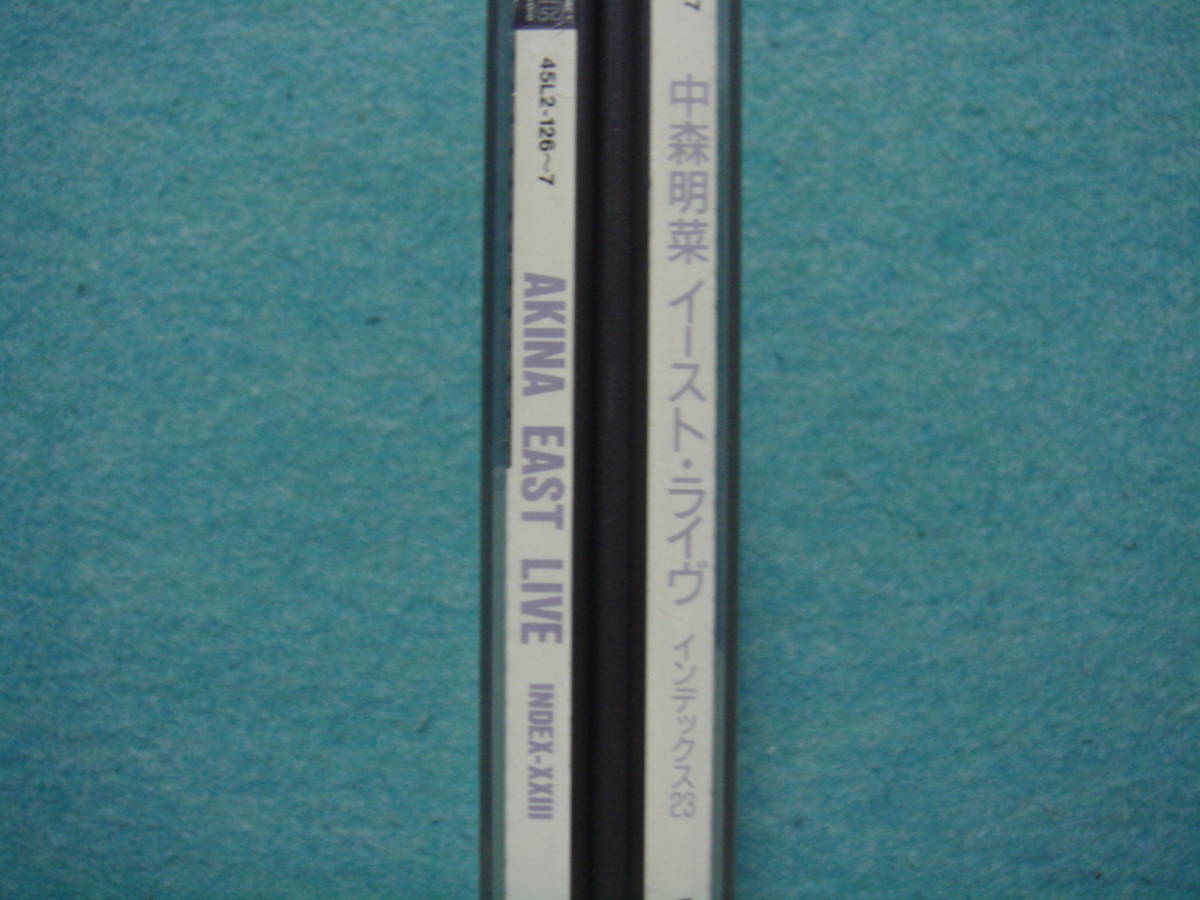 45L2-126～7 AKINA EAST LIVE INDEX-XXIII
7 中森明菜 イースト・ライヴ インデックス23